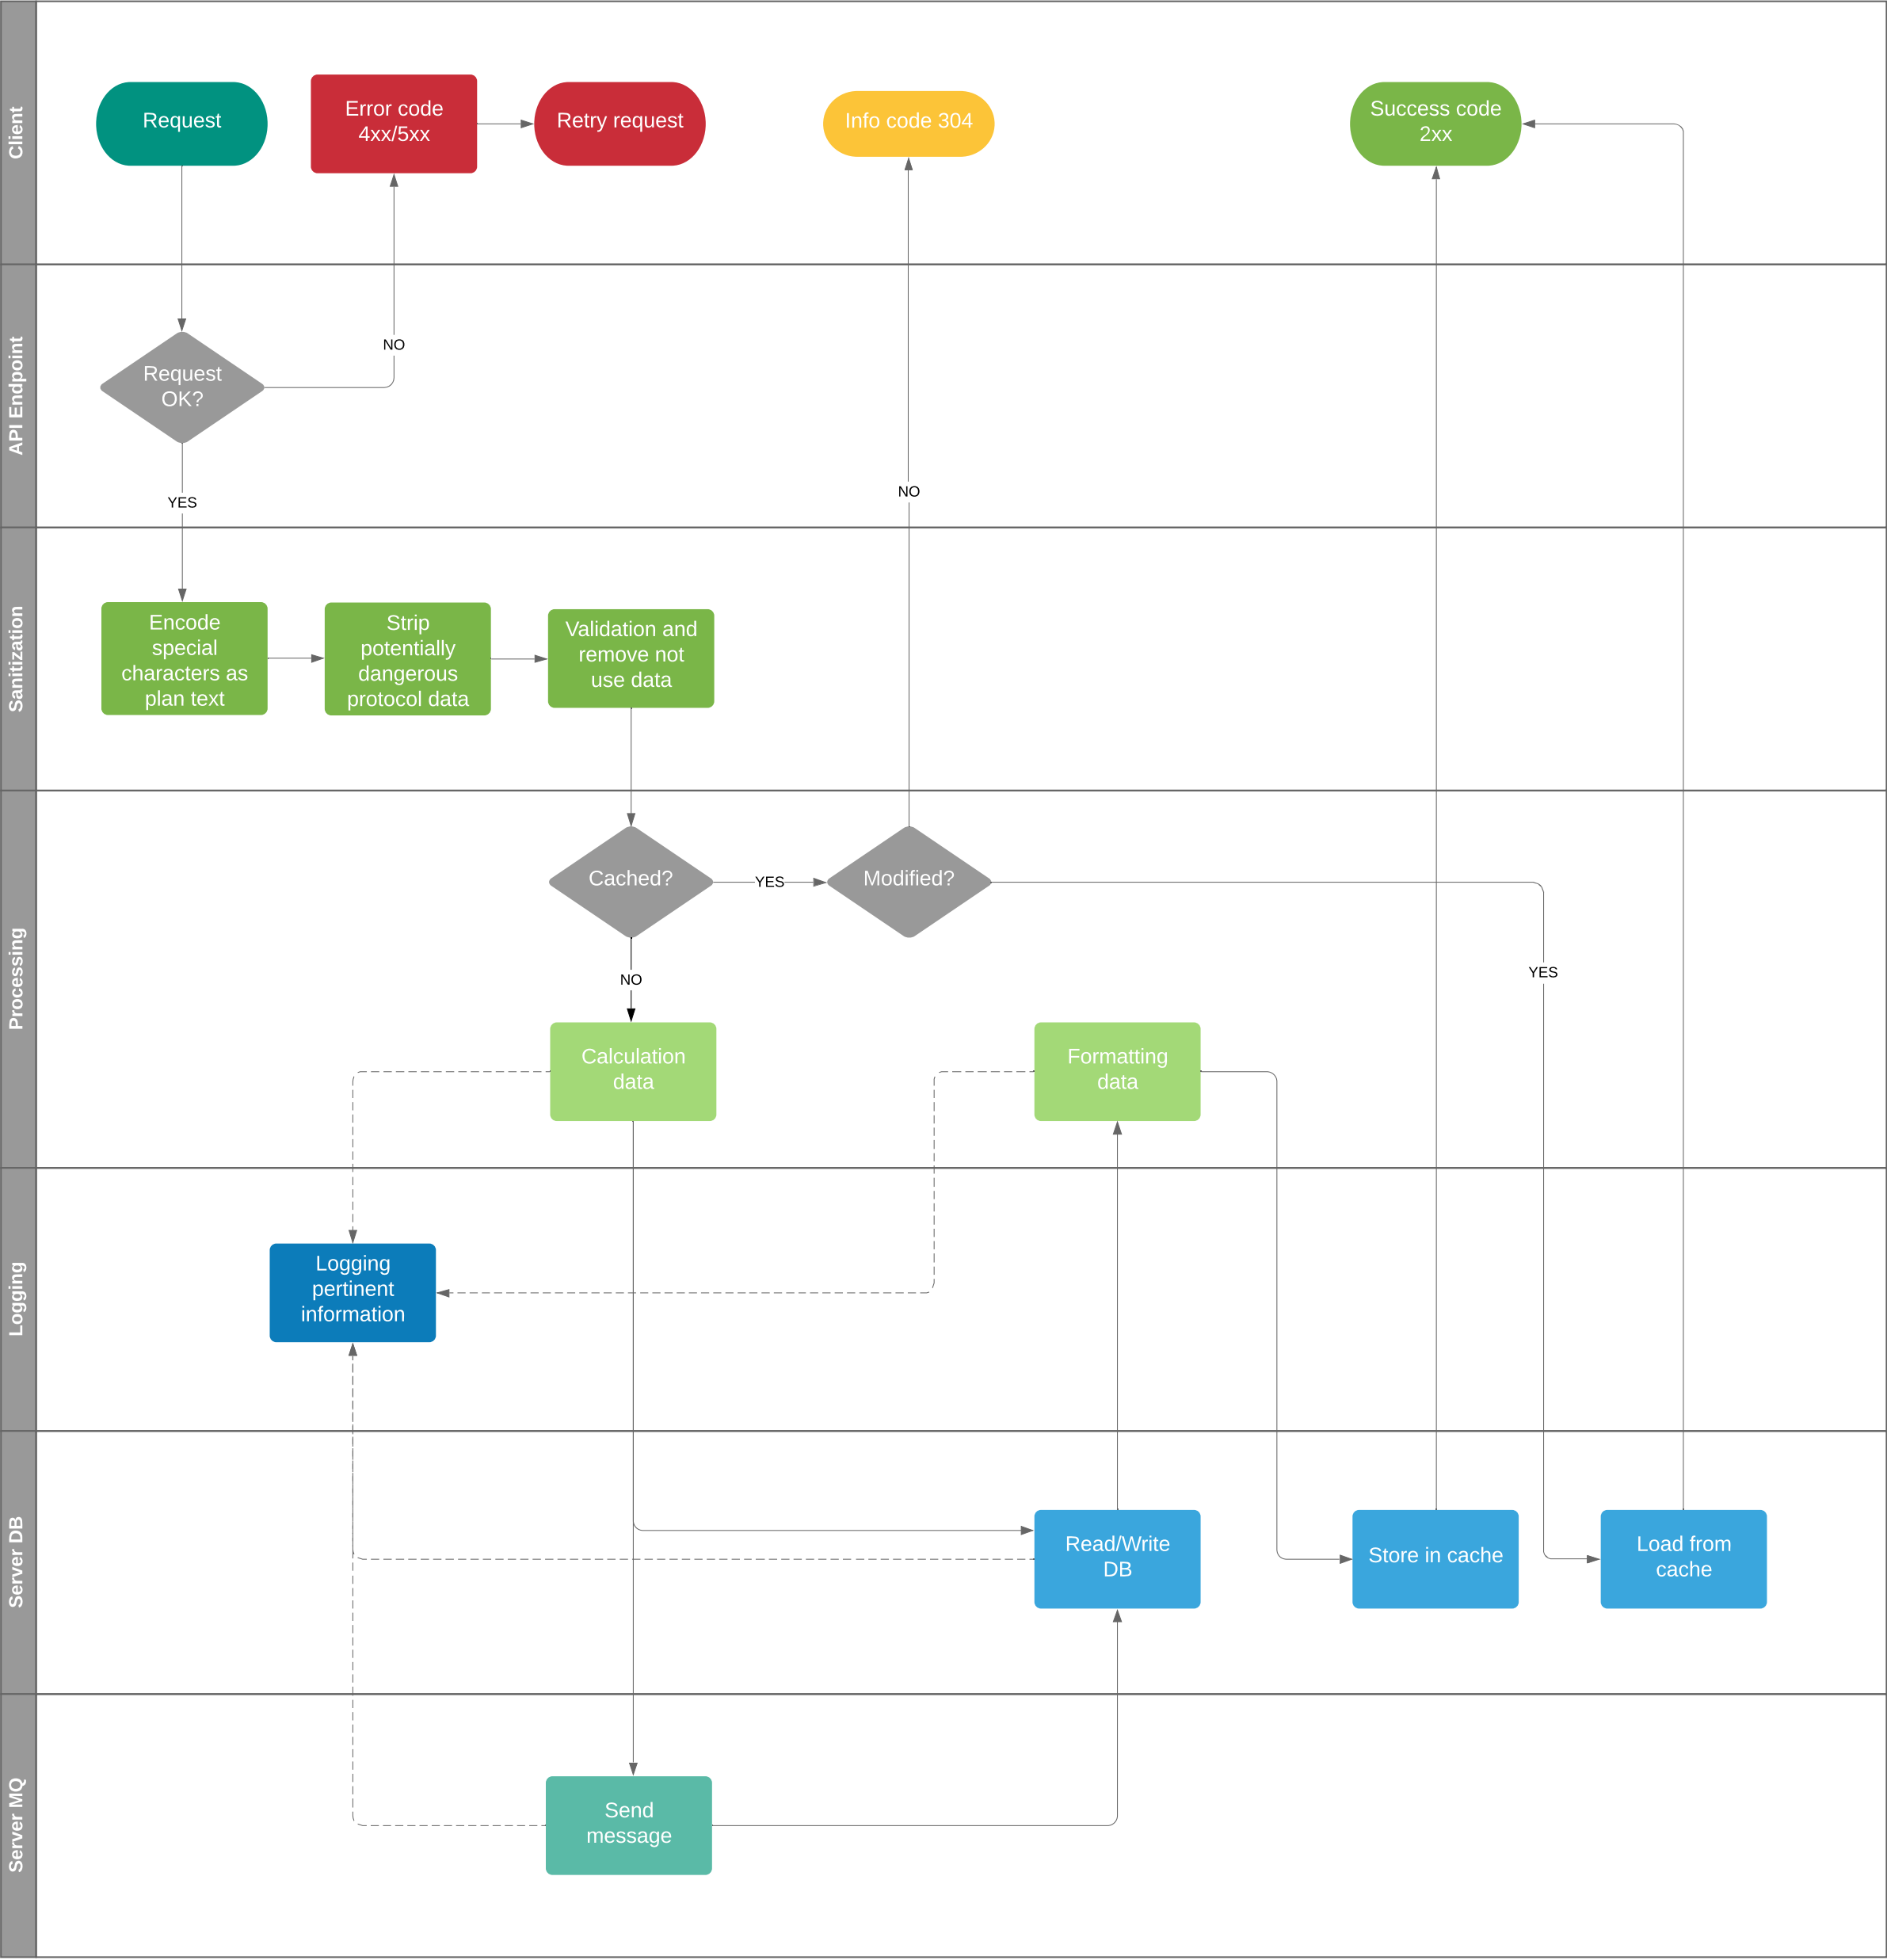 Client
Request
Error code
4xx/5xx
Retry request
Info code 304
Success code
2xx
API Endpoint
Request
OK?
NO
YES
NO
Sanitization
Encode
special
characters as
plan text
Strip
potentially
dangerous
protocol data
Validation and
remove not
use data
Processing
Cached?
YES
Modified?
NO
YES
Calculation
data
Formatting
data
Logging
Logging
pertinent
information
Server DB
Read/Write
DB
Store in cache
Load from
cache
Server MQ
Send
message